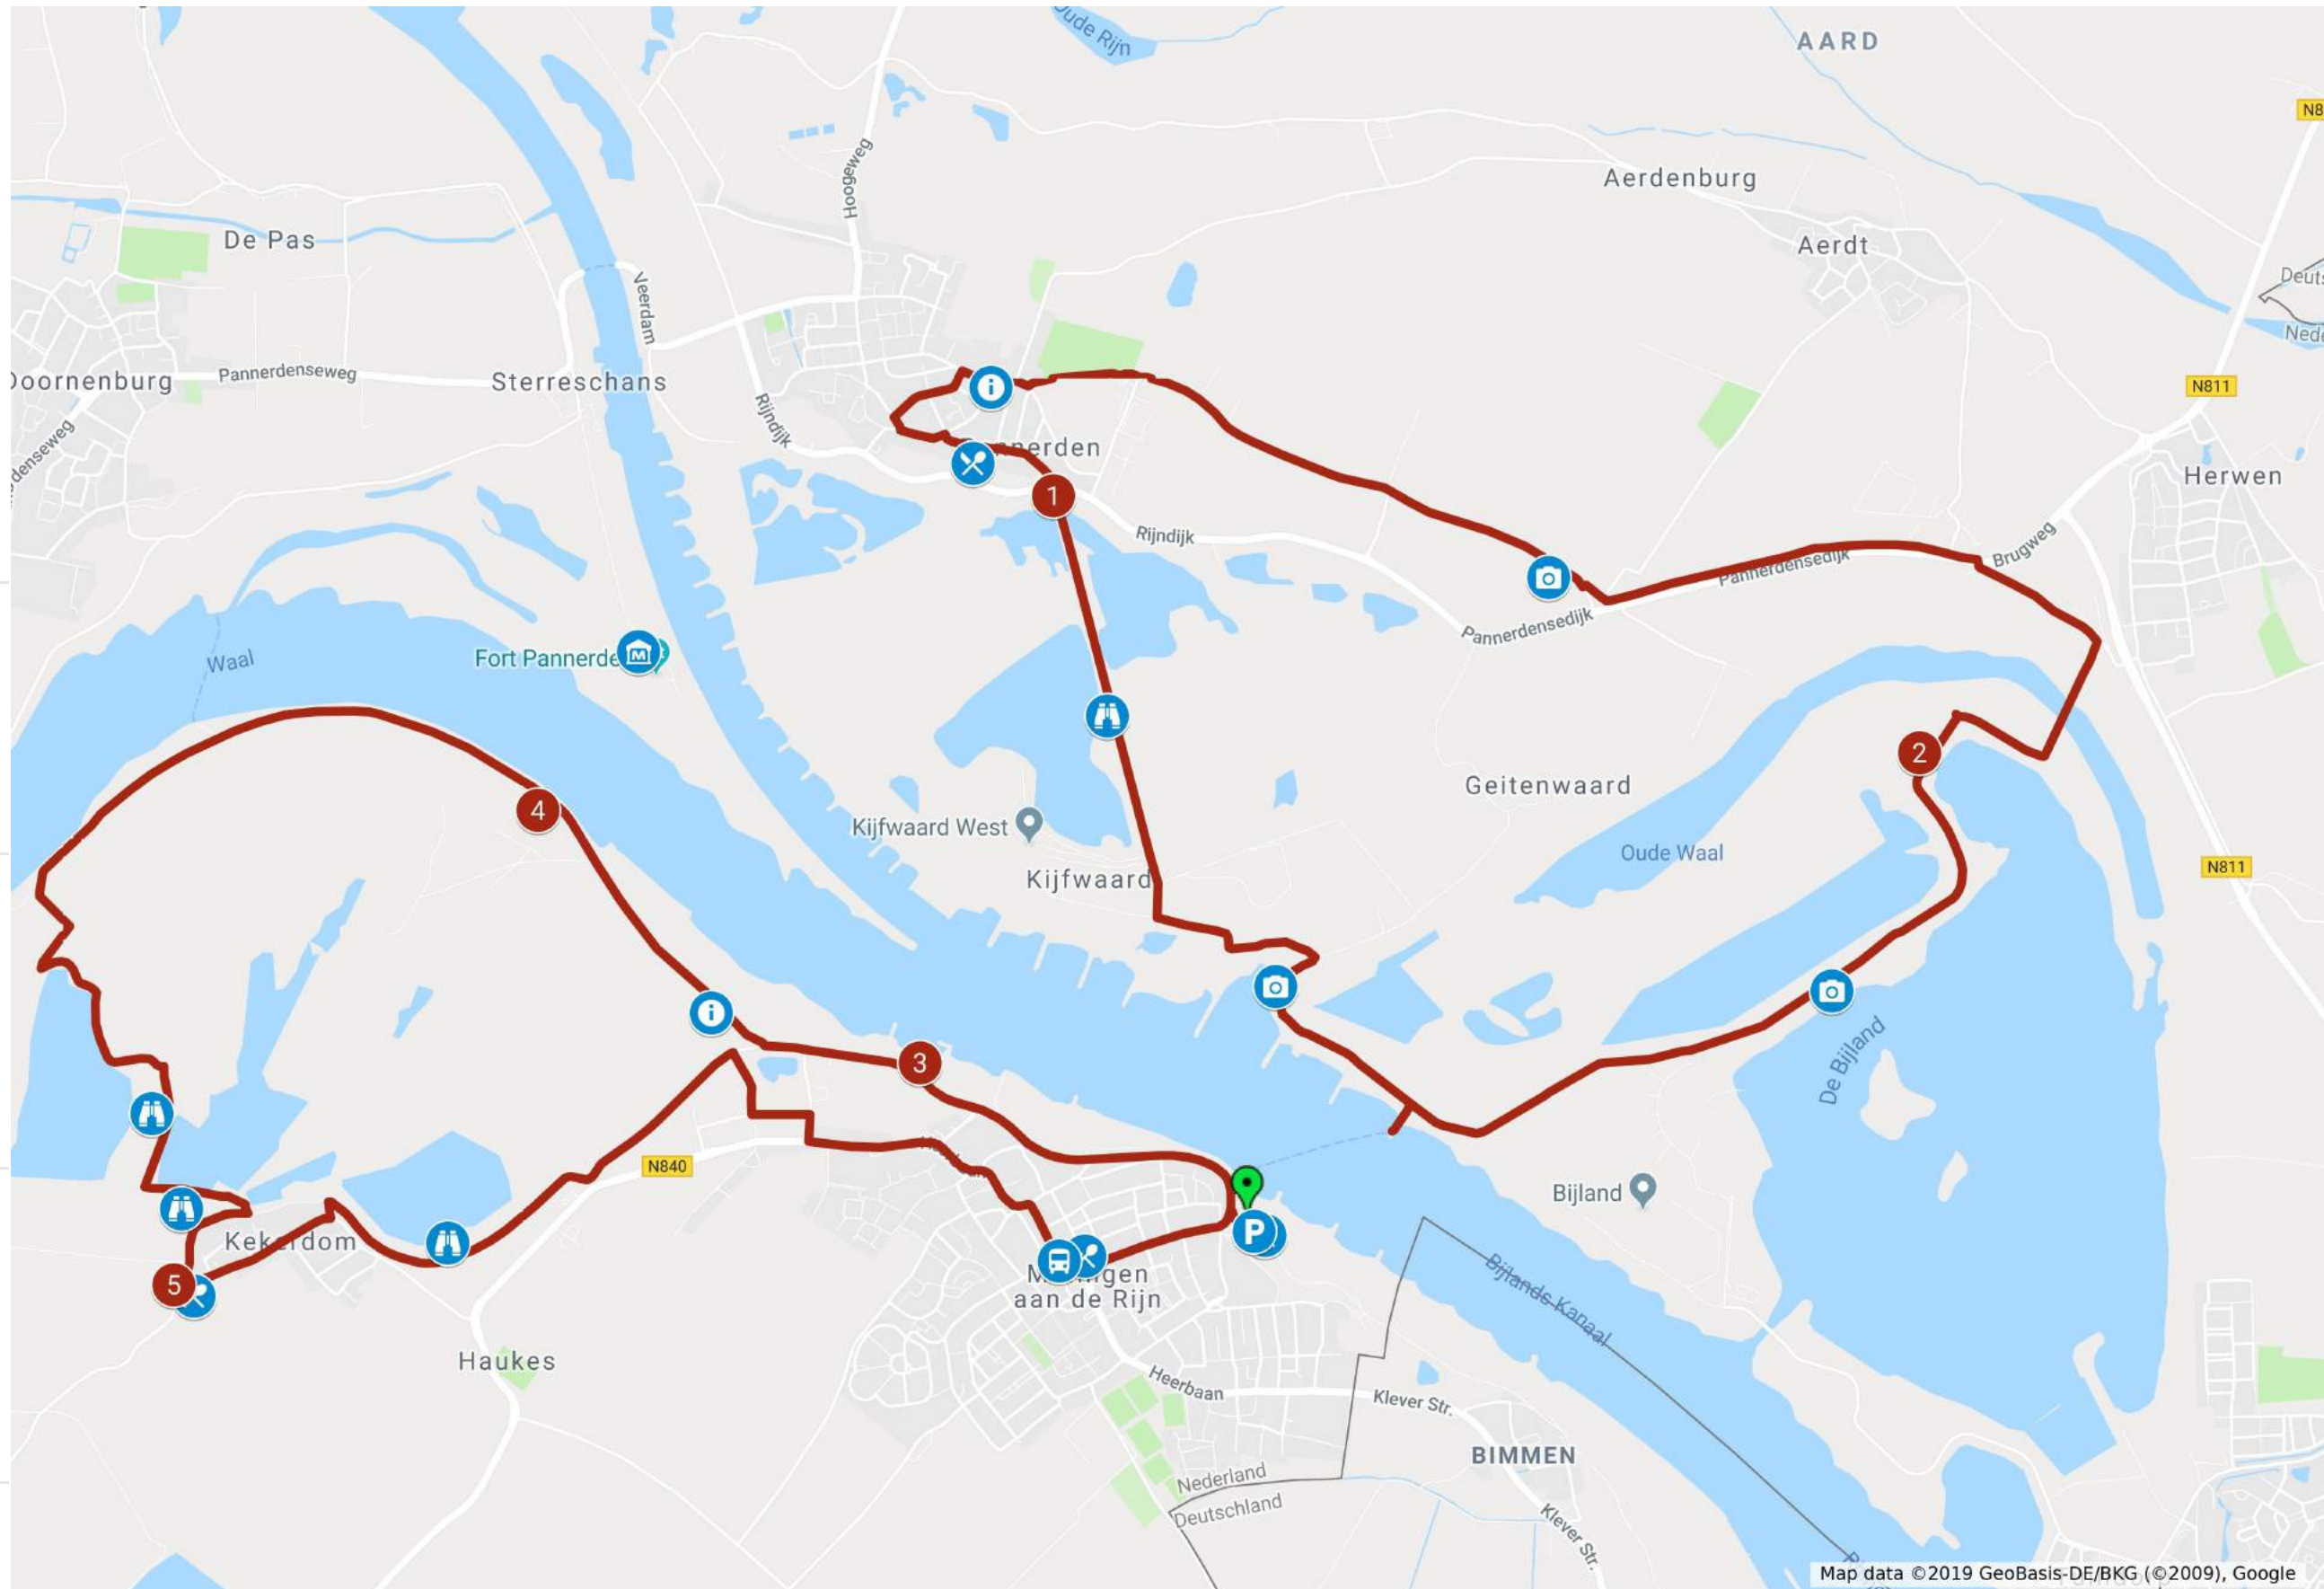 Oude Rijn
AARD
N8
Hoogeweg
Aerdenburg
De Pas
Aerdt
Veerdam
Deuts
Nede
Doornenburg
Pannerdenseweg
Sterreschans
N811
Rijndijk
denseweg
Herwen
1
Rijndijk
Brugweg
Pannerdensedijk
Pannerdensedijk
Waal
Fort Pannerde
2
Geitenwaard
4
Kijfwaard West
Oude Waal
N811
Kijfwaard
De Bijland
3
N840
Bijland
P
Kekerdom
5
aan de Rijn
Bijlands Kanaal
Haukes
Heerbaan
Klever Str.
BIMMEN
Nederland
Deutschland
Klever Str.
Map data ©2019 GeoBasis-DE/BKG (©2009), Google